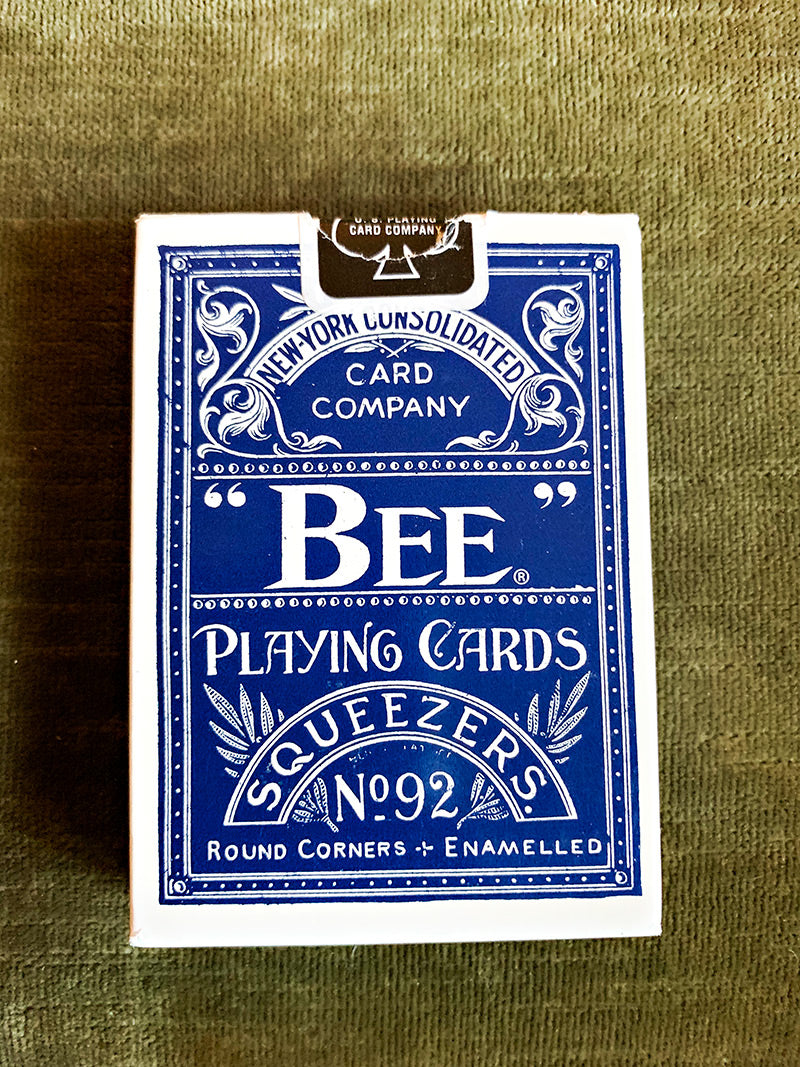 U. S. PLAYING
CARD COMPANY
NEW-YORK CONSOLIDATED
CARD
COMPANY
“BEE”®
PLAYING CARDS
SQUEEZERS.
No92
ROUND CORNERS ÷ ENAMELLED